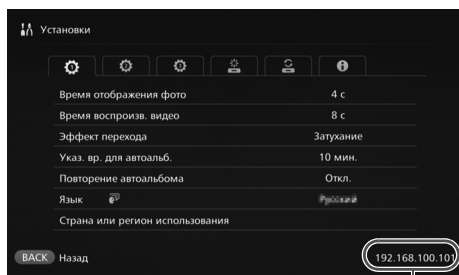 Установки
Время отображения фото 4 с
Время воспроизв. видео 8 с
Эффект перехода Затухание
Указ. вр. для автоальб. 10 мин.
Повторение автоальбома Откл.
Язык Русский
Страна или регион использования
BACK Назад 192.168.100.101